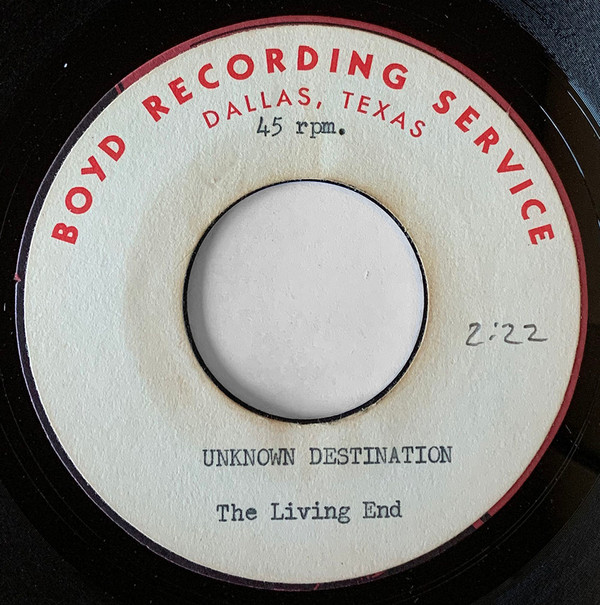 BOYD RECORDING SERVICE
DALLAS, TEXAS
45 rpm.
2:22
UNKNOWN DESTINATION
The Living End